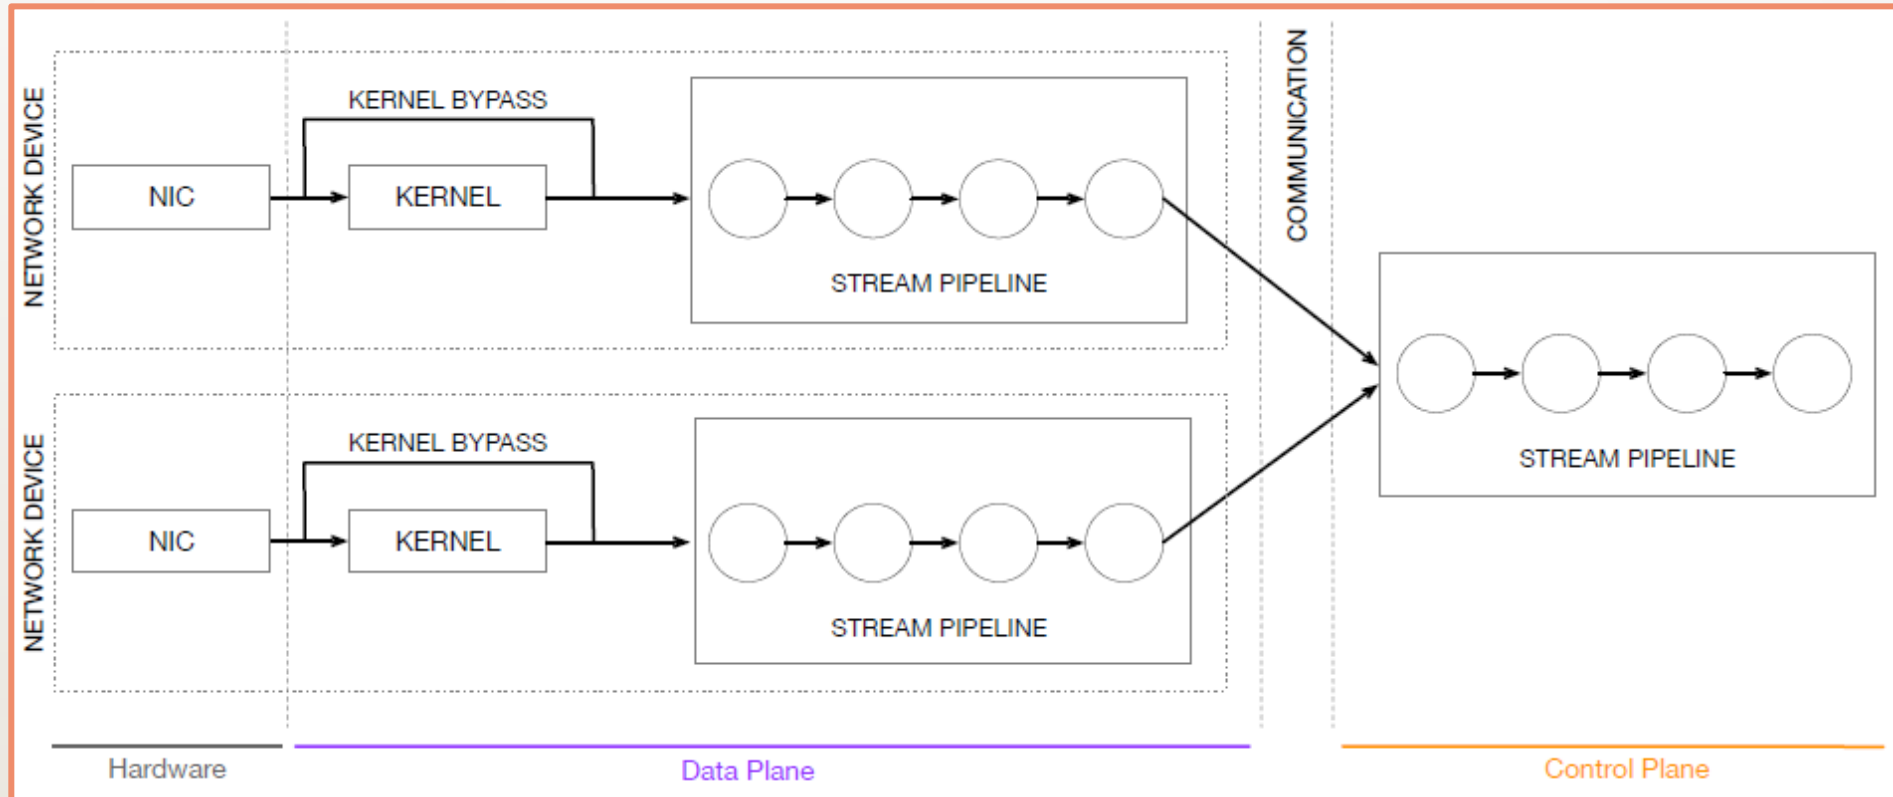 NETWORK DEVICE
KERNEL BYPASS
NIC
KERNEL
STREAM PIPELINE
NETWORK DEVICE
KERNEL BYPASS
NIC
KERNEL
STREAM PIPELINE
COMMUNICATION
STREAM PIPELINE
Hardware
Data Plane
Control Plane